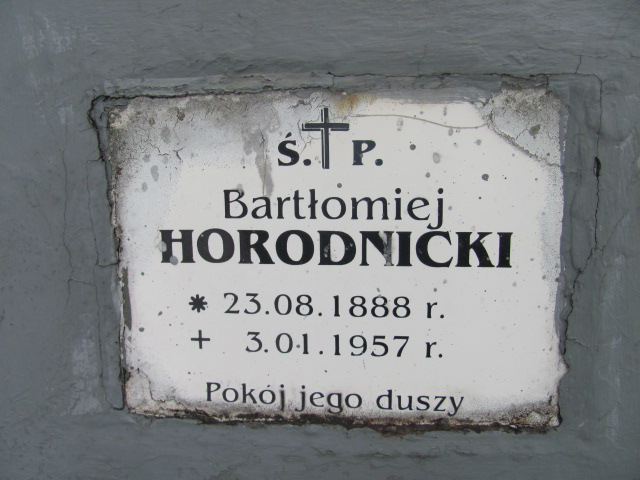 Ś. P.
Bartłomiej
HORODNICKI
* 23.08.1888 r.
+ 3.01.1957 r.
Pokój jego duszy